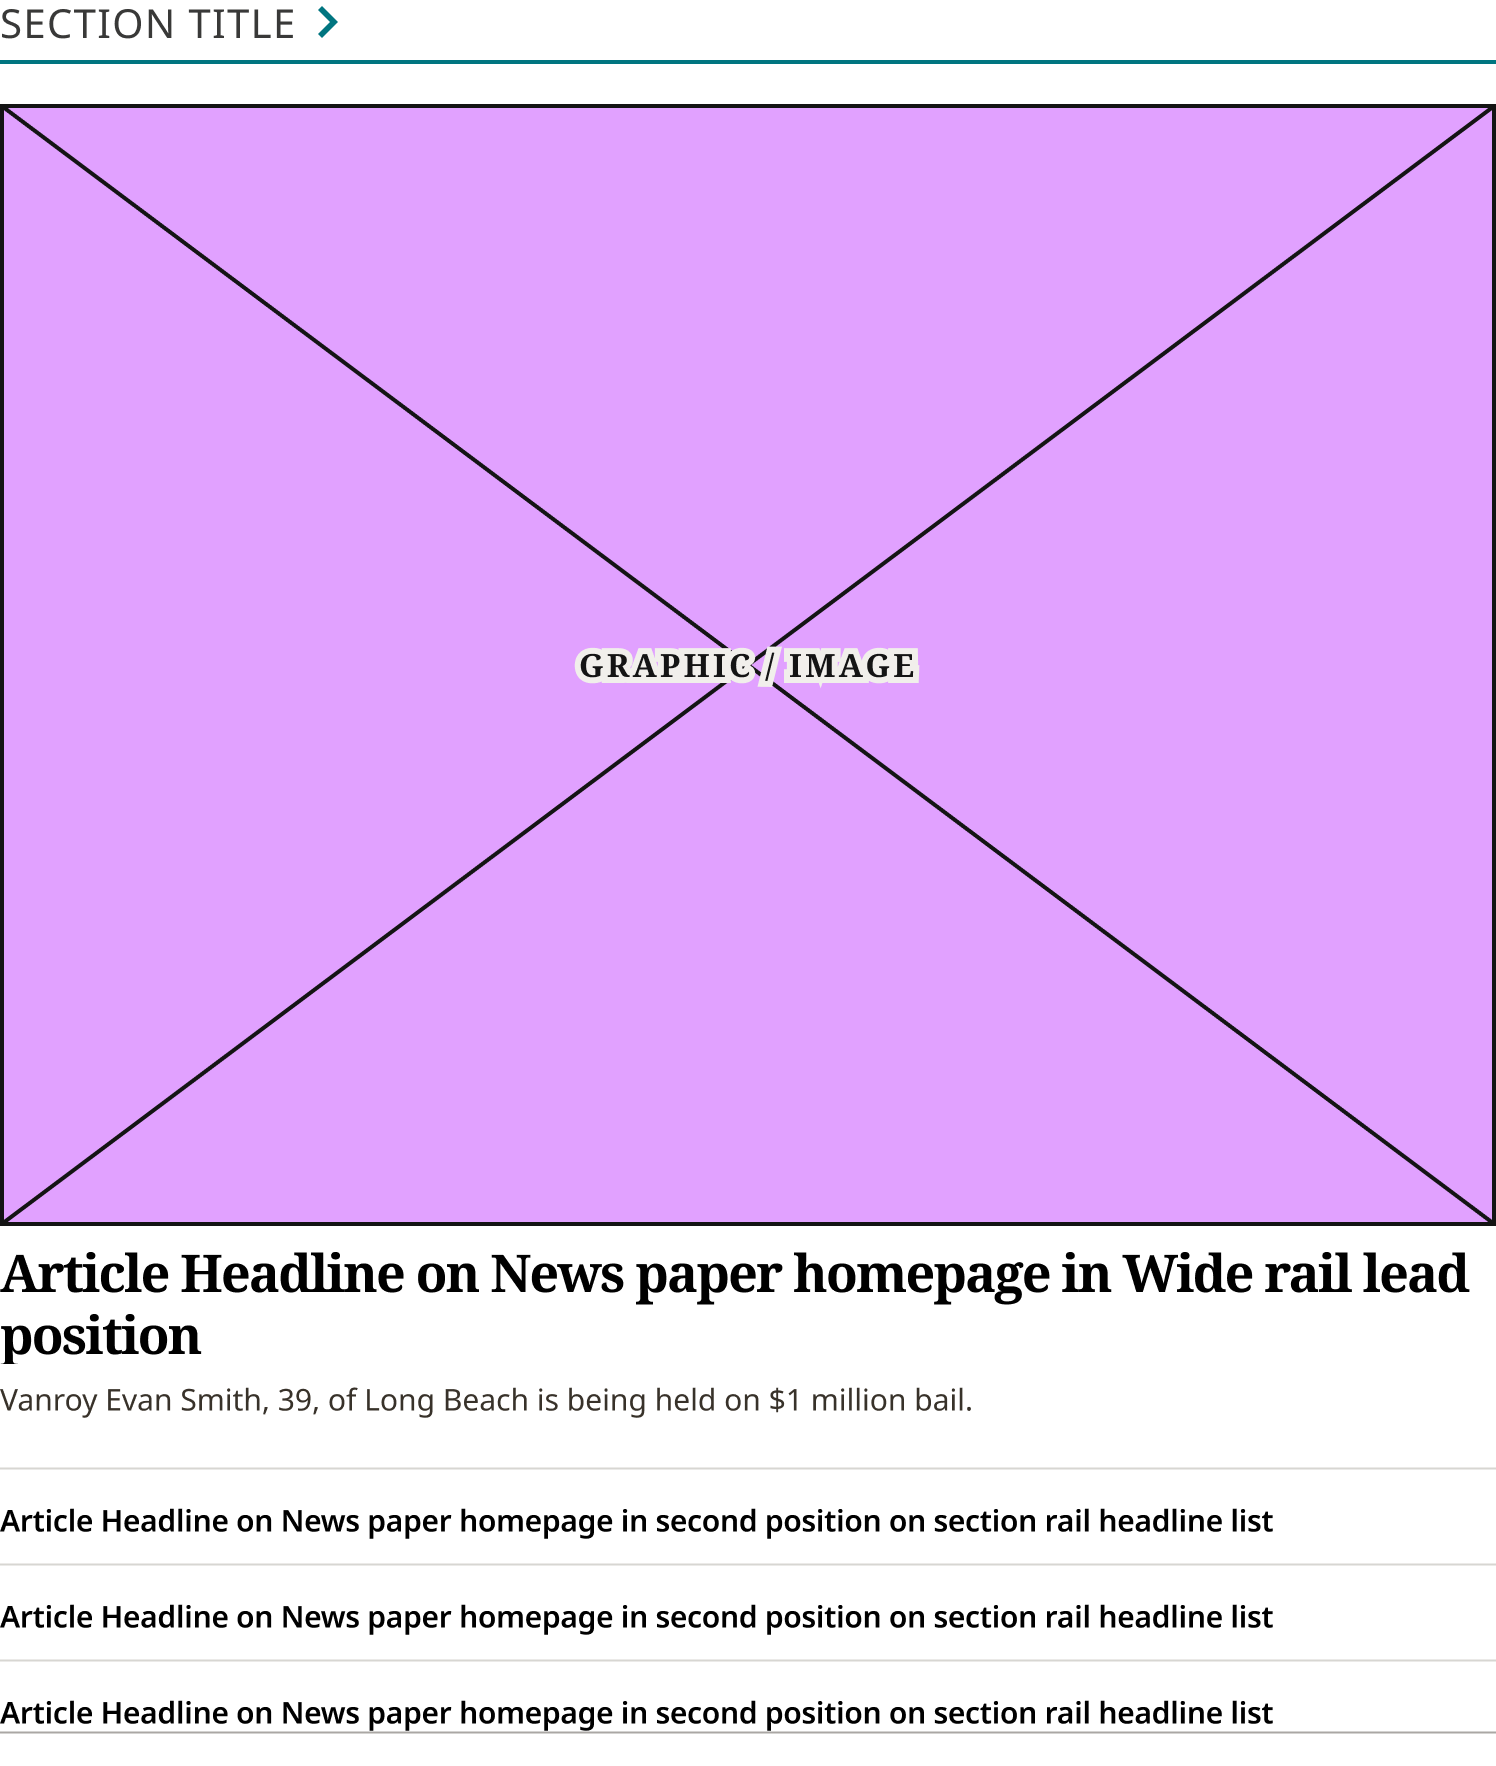 SECTION TITLE
GRAPHIC / IMAGE
Article Headline on News paper homepage in Wide rail lead
position
Vanroy Evan Smith, 39, of Long Beach is being held on $1 million bail.
Article Headline on News paper homepage in second position on section rail headline list
Article Headline on News paper homepage in second position on section rail headline list
Article Headline on News paper homepage in second position on section rail headline list